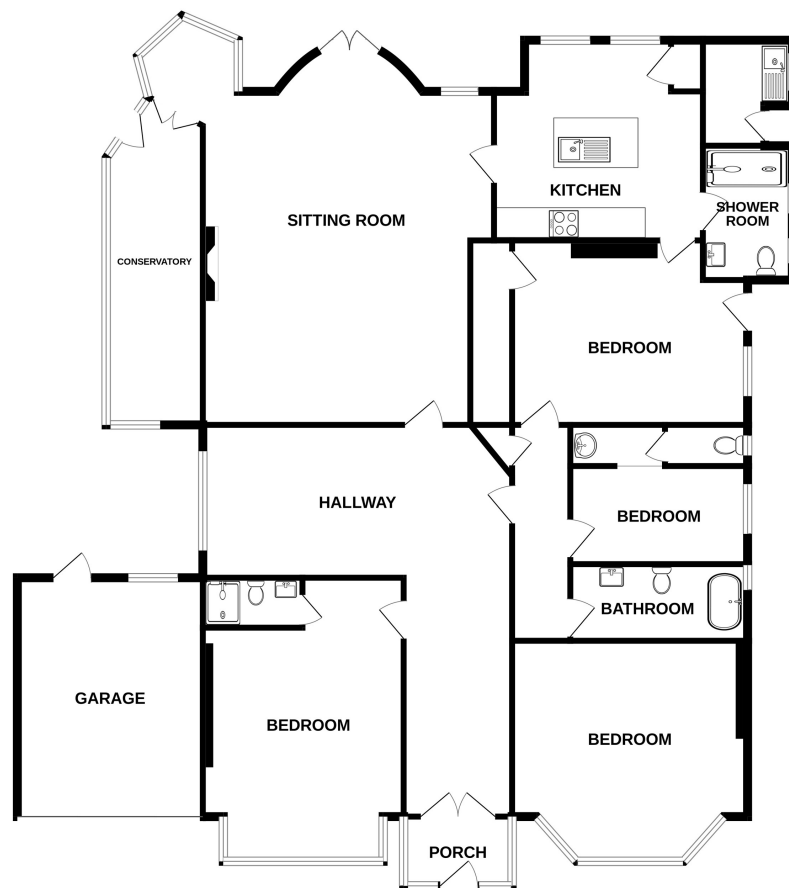 KITCHEN
SHOWER
ROOM
SITTING ROOM
CONSERVATORY
BEDROOM
HALLWAY
BEDROOM
BATHROOM
GARAGE
BEDROOM
BEDROOM
PORCH